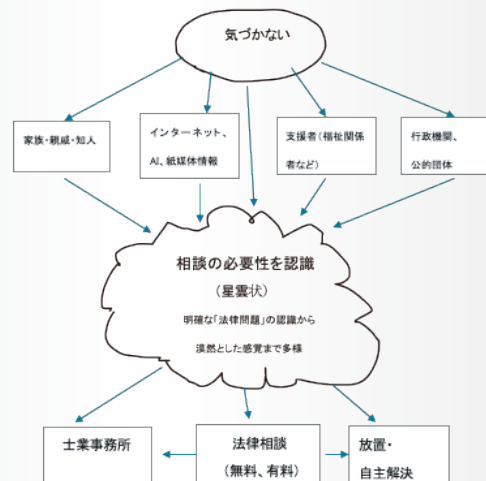 気づかない
家族・親戚・知人
インターネット、
AI、紙媒体情報
支援者（福祉関係
者など）
行政機関、
公的団体
相談の必要性を認識
（星雲状）
明確な「法律問題」の認識から
漠然とした感覚まで多様
士業事務所
法律相談
（無料、有料）
放置・
自主解決